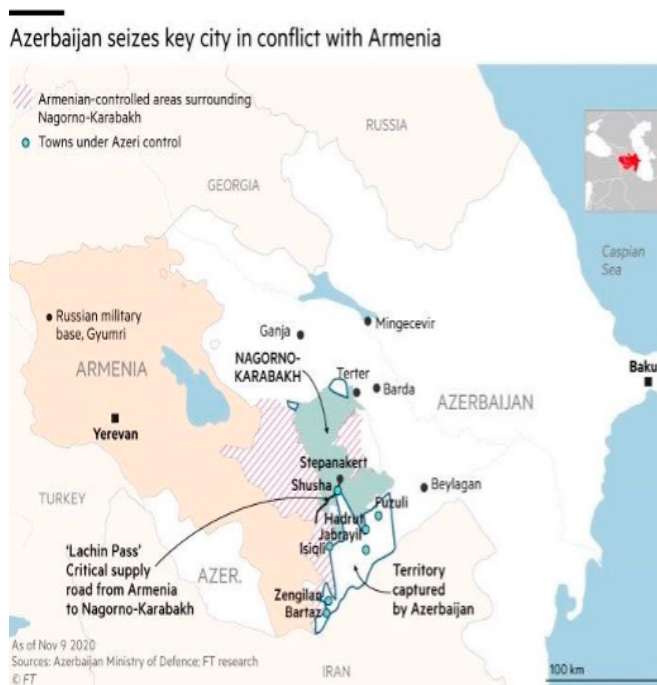 Azerbaijan seizes key city in conflict with Armenia
Armenian-controlled areas surrounding
Nagorno-Karabakh
Towns under Azeri control
RUSSIA
GEORGIA
Caspian
Sea
Russian military
base, Gyumri
Ganja
Mingecevir
ARMENIA
NAGORNO-
KARABAKH
Terter
Barda
Baku
AZERBAIJAN
Yerevan
Stepanakert
Shusha
Beylagan
TURKEY
Fuzuli
Hadrut
Jabrayil
Isiqli
'Lachin Pass'
Critical supply
road from Armenia
to Nagorno-Karabakh
AZER.
Territory
captured
by Azerbaijan
Zengilan
Bartaz
As of Nov 9 2020
Sources: Azerbaijan Ministry of Defence; FT research
© FT
IRAN
100 km